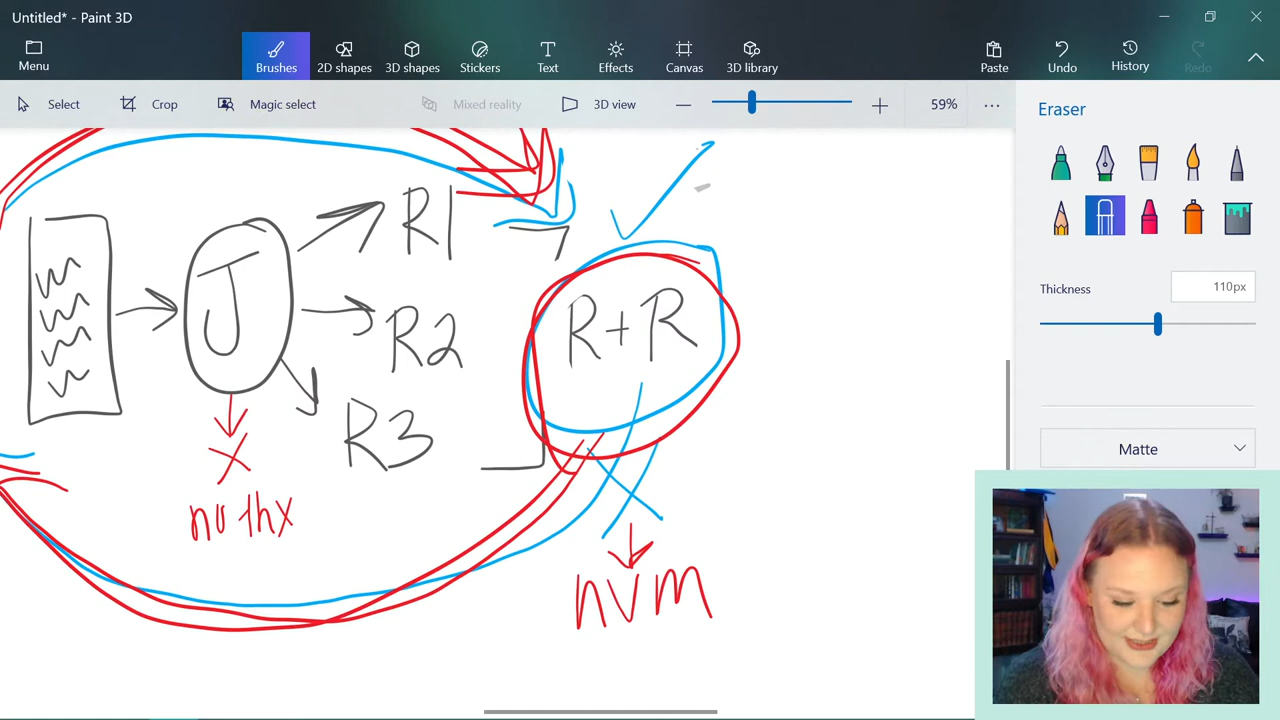 Untitled* - Paint 3D
Menu
Brushes
2D shapes
3D shapes
Stickers
Text
Effects
Canvas
3D library
Paste
Undo
History
Redo
Select
Crop
Magic select
Mixed reality
3D view
59%
Eraser
Thickness
110px
Matte
J
R1
R2
R3
R+R
no thx
nvm